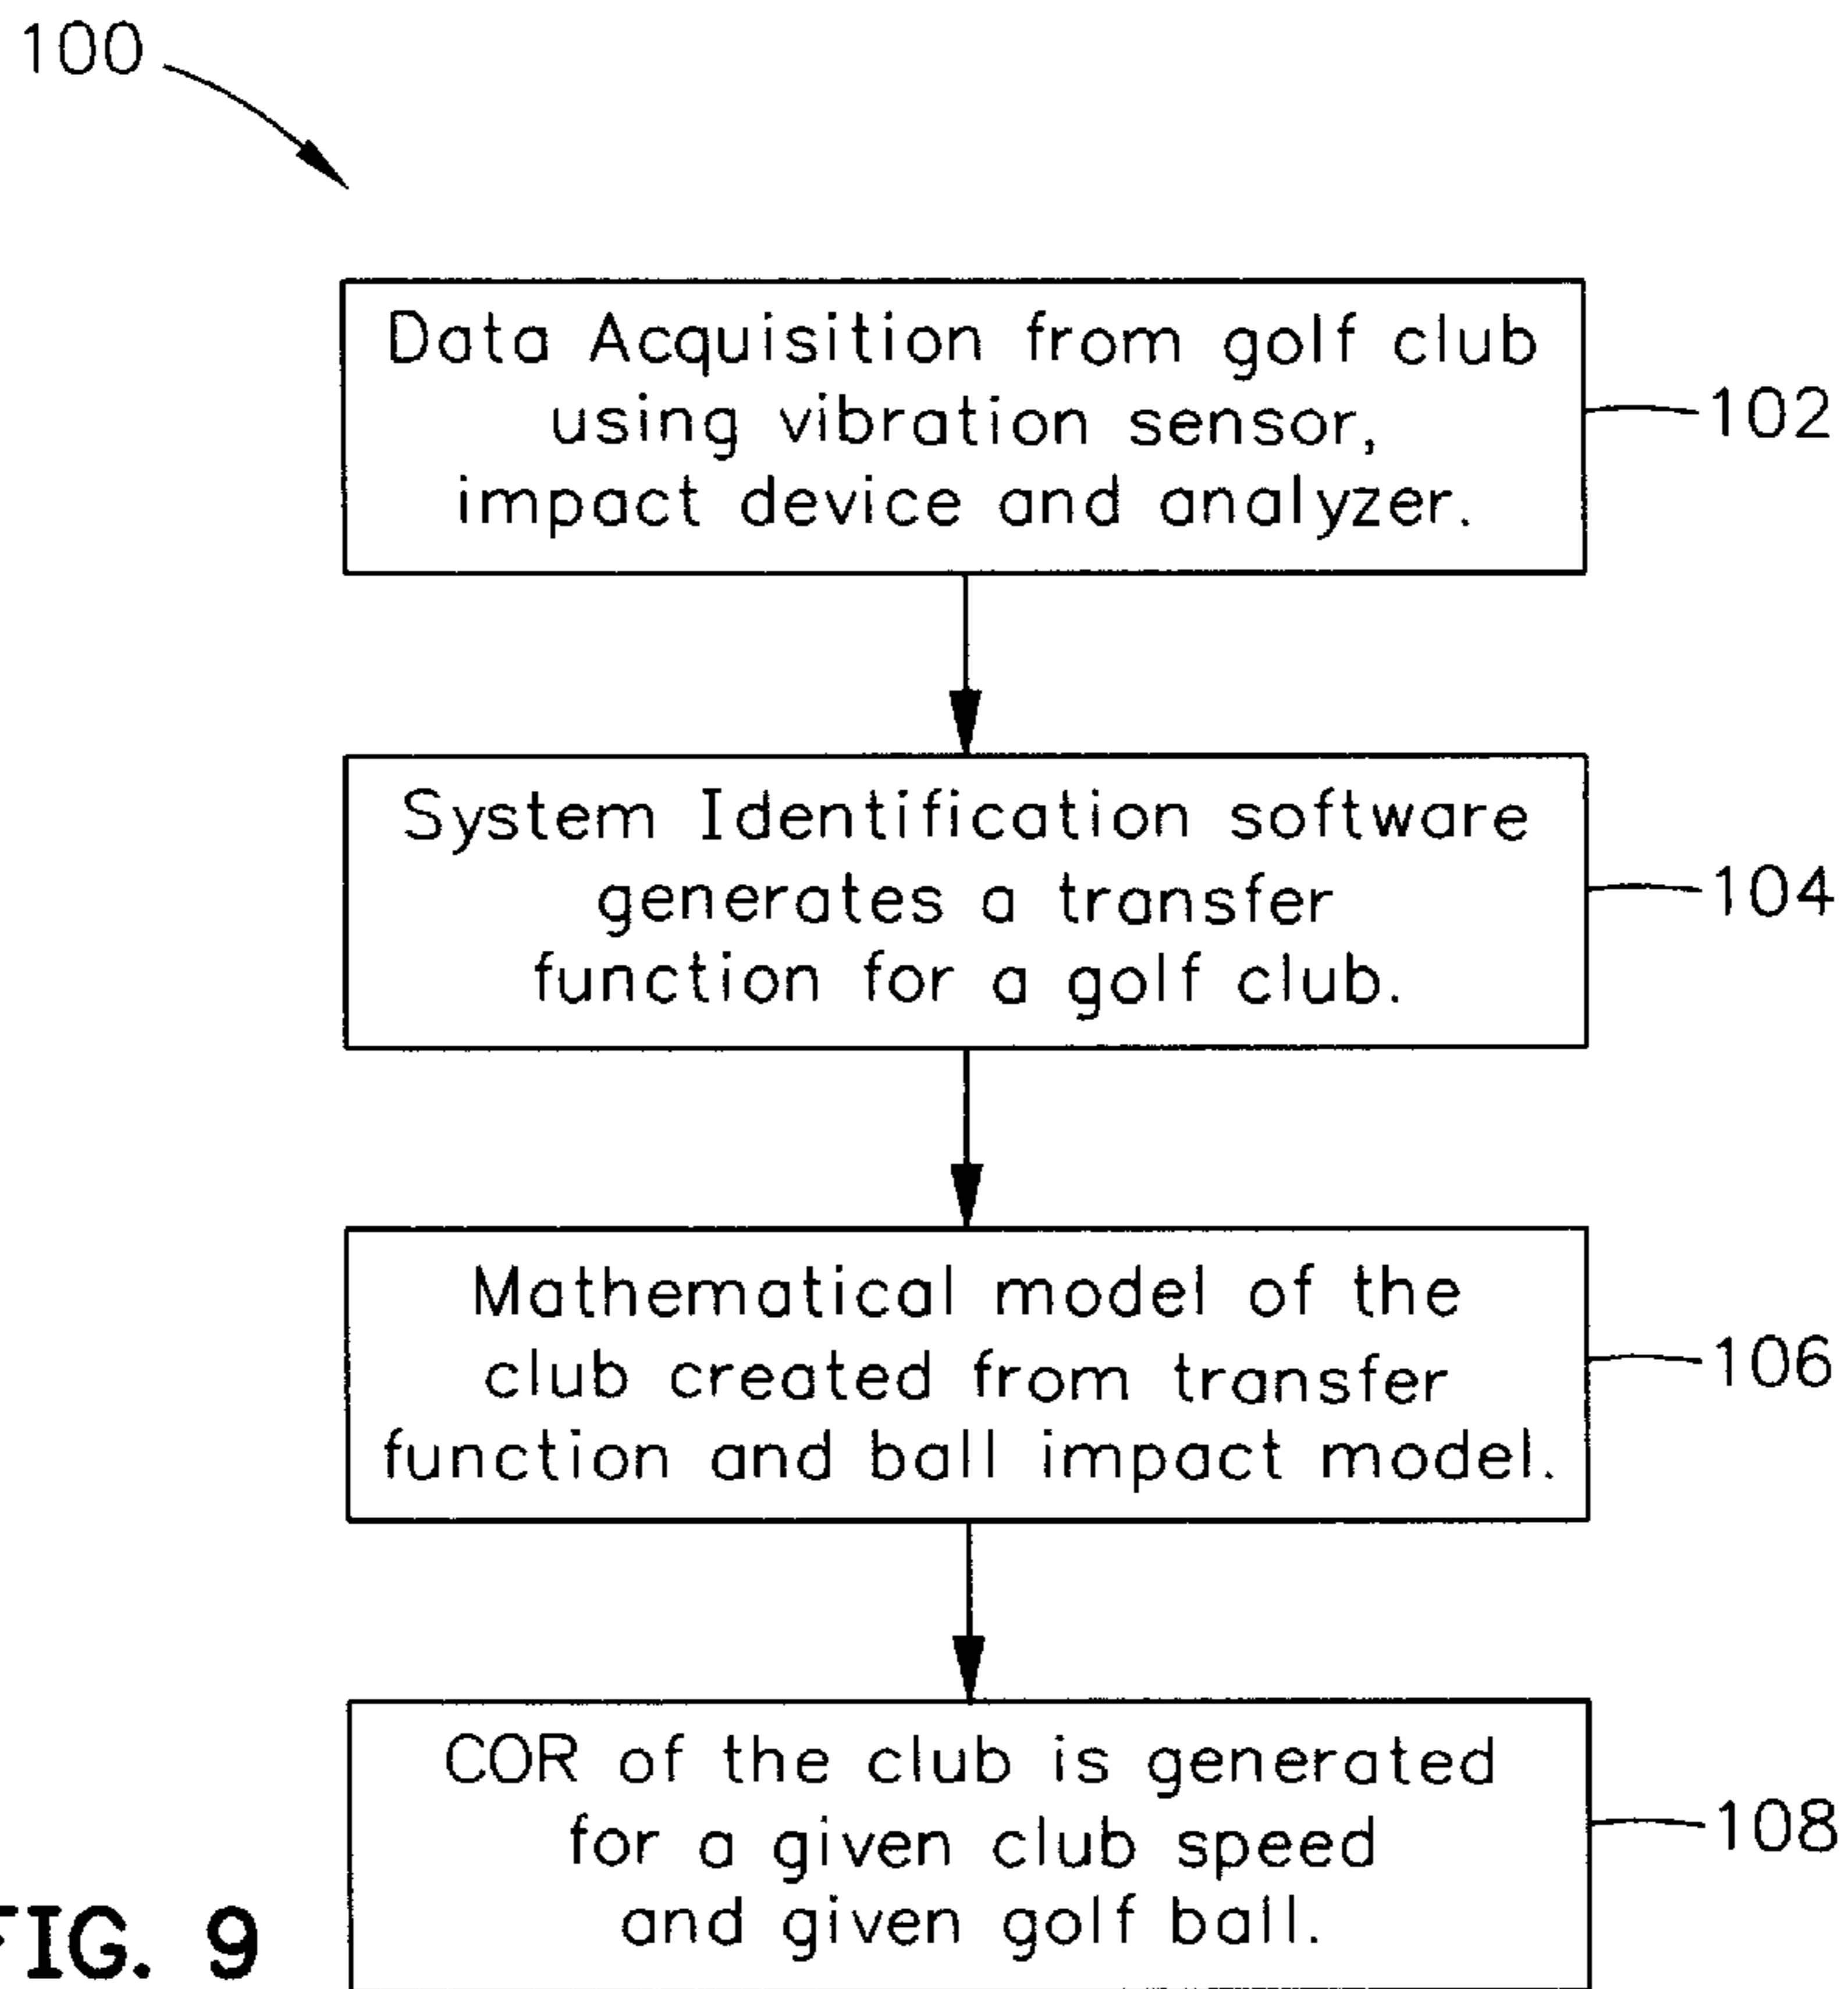 100
Data Acquisition from golf club
using vibration sensor,
impact device and analyzer.
102
System Identification software
generates a transfer
function for a golf club.
104
Mathematical model of the
club created from transfer
function and ball impact model.
106
COR of the club is generated
for a given club speed
and given golf ball.
108
FIG. 9